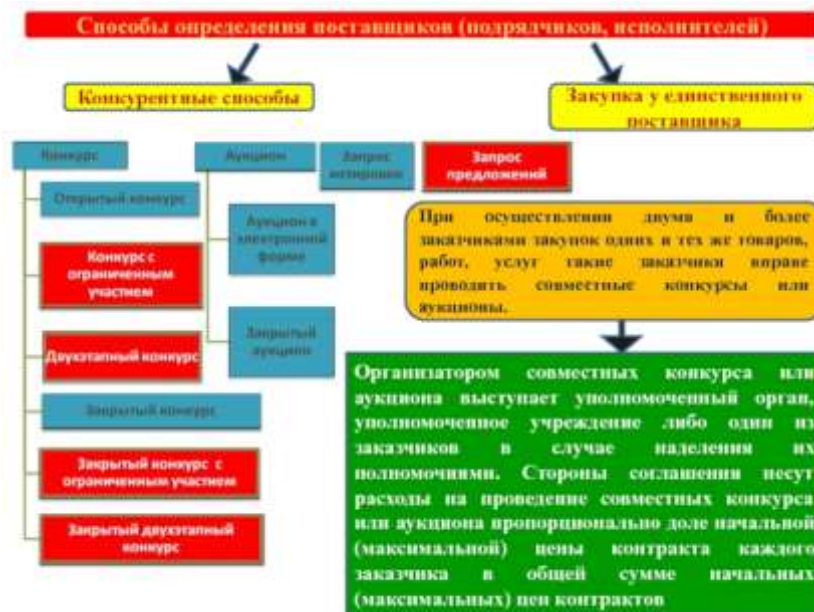 Способы определения поставщиков (подрядчиков, исполнителей)
Конкурентные способы
Закупка у единственного
поставщика
Конкурс
Открытый конкурс
Конкурс с
ограниченным
участием
Двухэтапный конкурс
Закрытый конкурс
Закрытый конкурс с
ограниченным участием
Закрытый двухэтапный
конкурс
Аукцион
Аукцион в
электронной
форме
Закрытый
аукцион
Запрос
котировок
Запрос
предложений
При осуществлении двумя и более
заказчиками закупок одних и тех же товаров,
работ, услуг такие заказчики вправе
проводить совместные конкурсы или
аукционы.
Организатором совместных конкурса или
аукциона выступает уполномоченный орган,
уполномоченное учреждение либо один из
заказчиков в случае наделения их
полномочиями. Стороны соглашения несут
расходы на проведение совместных конкурса
или аукциона пропорционально доле начальной
(максимальной) цены контракта каждого
заказчика в общей сумме начальных
(максимальных) цен контрактов